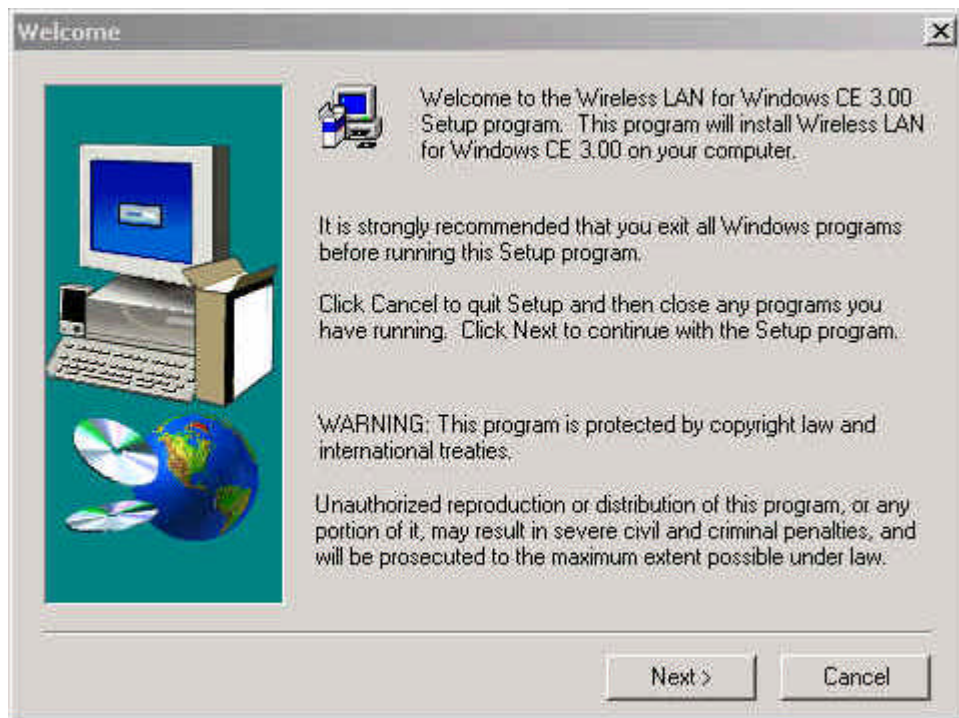 Welcome
Welcome to the Wireless LAN for Windows CE 3.00
Setup program.  This program will install Wireless LAN
for Windows CE 3.00 on your computer.
It is strongly recommended that you exit all Windows programs
before running this Setup program.
Click Cancel to quit Setup and then close any programs you
have running.  Click Next to continue with the Setup program.
WARNING: This program is protected by copyright law and
international treaties.
Unauthorized reproduction or distribution of this program, or any
portion of it, may result in severe civil and criminal penalties, and
will be prosecuted to the maximum extent possible under law.
Next >
Cancel